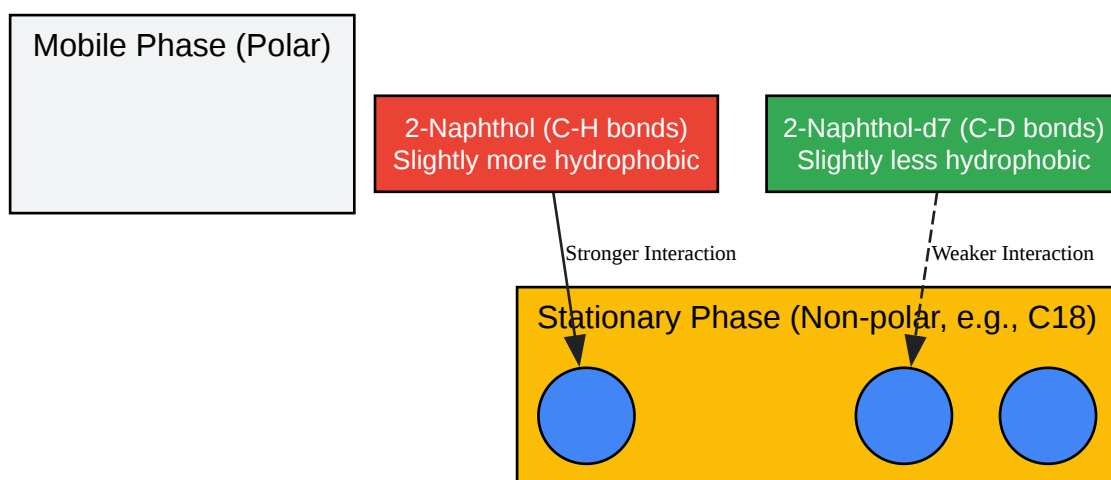 Mobile Phase (Polar)
2-Naphthol (C-H bonds)
Slightly more hydrophobic
2-Naphthol-d7 (C-D bonds)
Slightly less hydrophobic
Stronger Interaction
Weaker Interaction
Stationary Phase (Non-polar, e.g., C18)